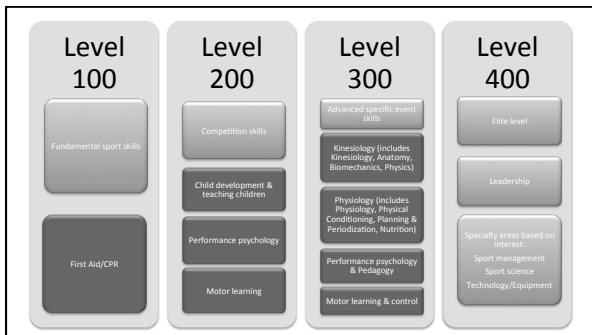 Level
100
Fundamental sport skills
First Aid/CPR
Level
200
Competition skills
Child development &
teaching children
Performance psychology
Motor learning
Level
300
Advanced specific event
skills
Kinesiology (includes
Kinesiology, Anatomy,
Biomechanics, Physics)
Physiology (includes
Physiology, Physical
Conditioning, Planning &
Periodization, Nutrition)
Performance psychology
& Pedagogy
Motor learning & control
Level
400
Elite level
Leadership
Specialty areas based on
interest:
Sport management
Sport science
Technology/Equipment